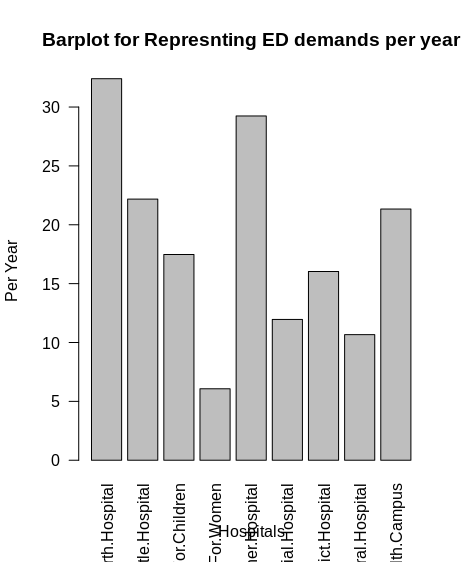 Barplot for Represnting ED demands per year
Per Year
30
25
20
15
10
5
0
rth.Hospital
tle.Hospital
or.Children
For.Women
ner.Hospital
ial.Hospital
ict.Hospital
ral.Hospital
lth.Campus
Hospitals